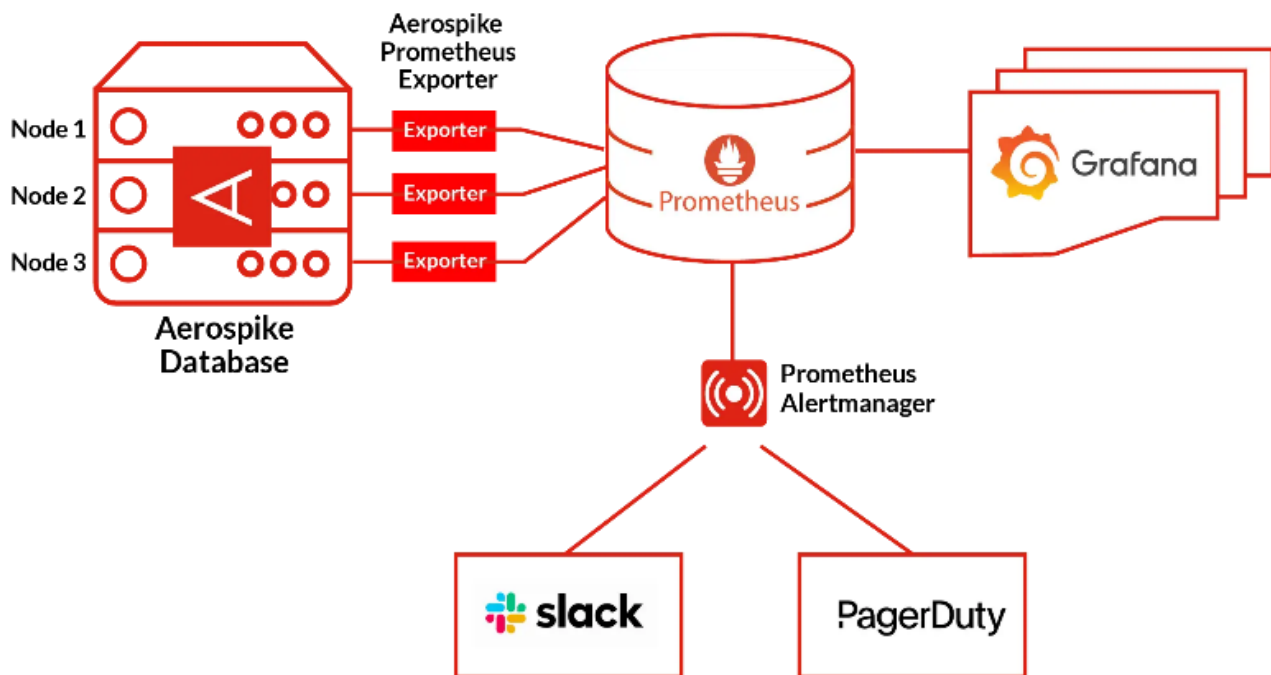 Aerospike
Prometheus
Exporter
Node 1
Exporter
Node 2
Exporter
Node 3
Exporter
A
Aerospike
Database
Prometheus
Grafana
Prometheus
Alertmanager
slack
PagerDuty